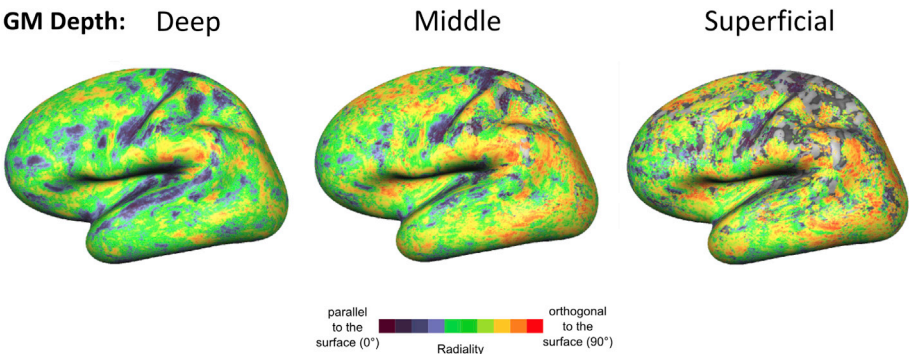 GM Depth: Deep Middle Superficial
parallel to the surface (0°)
orthogonal to the surface (90°)
Radiality